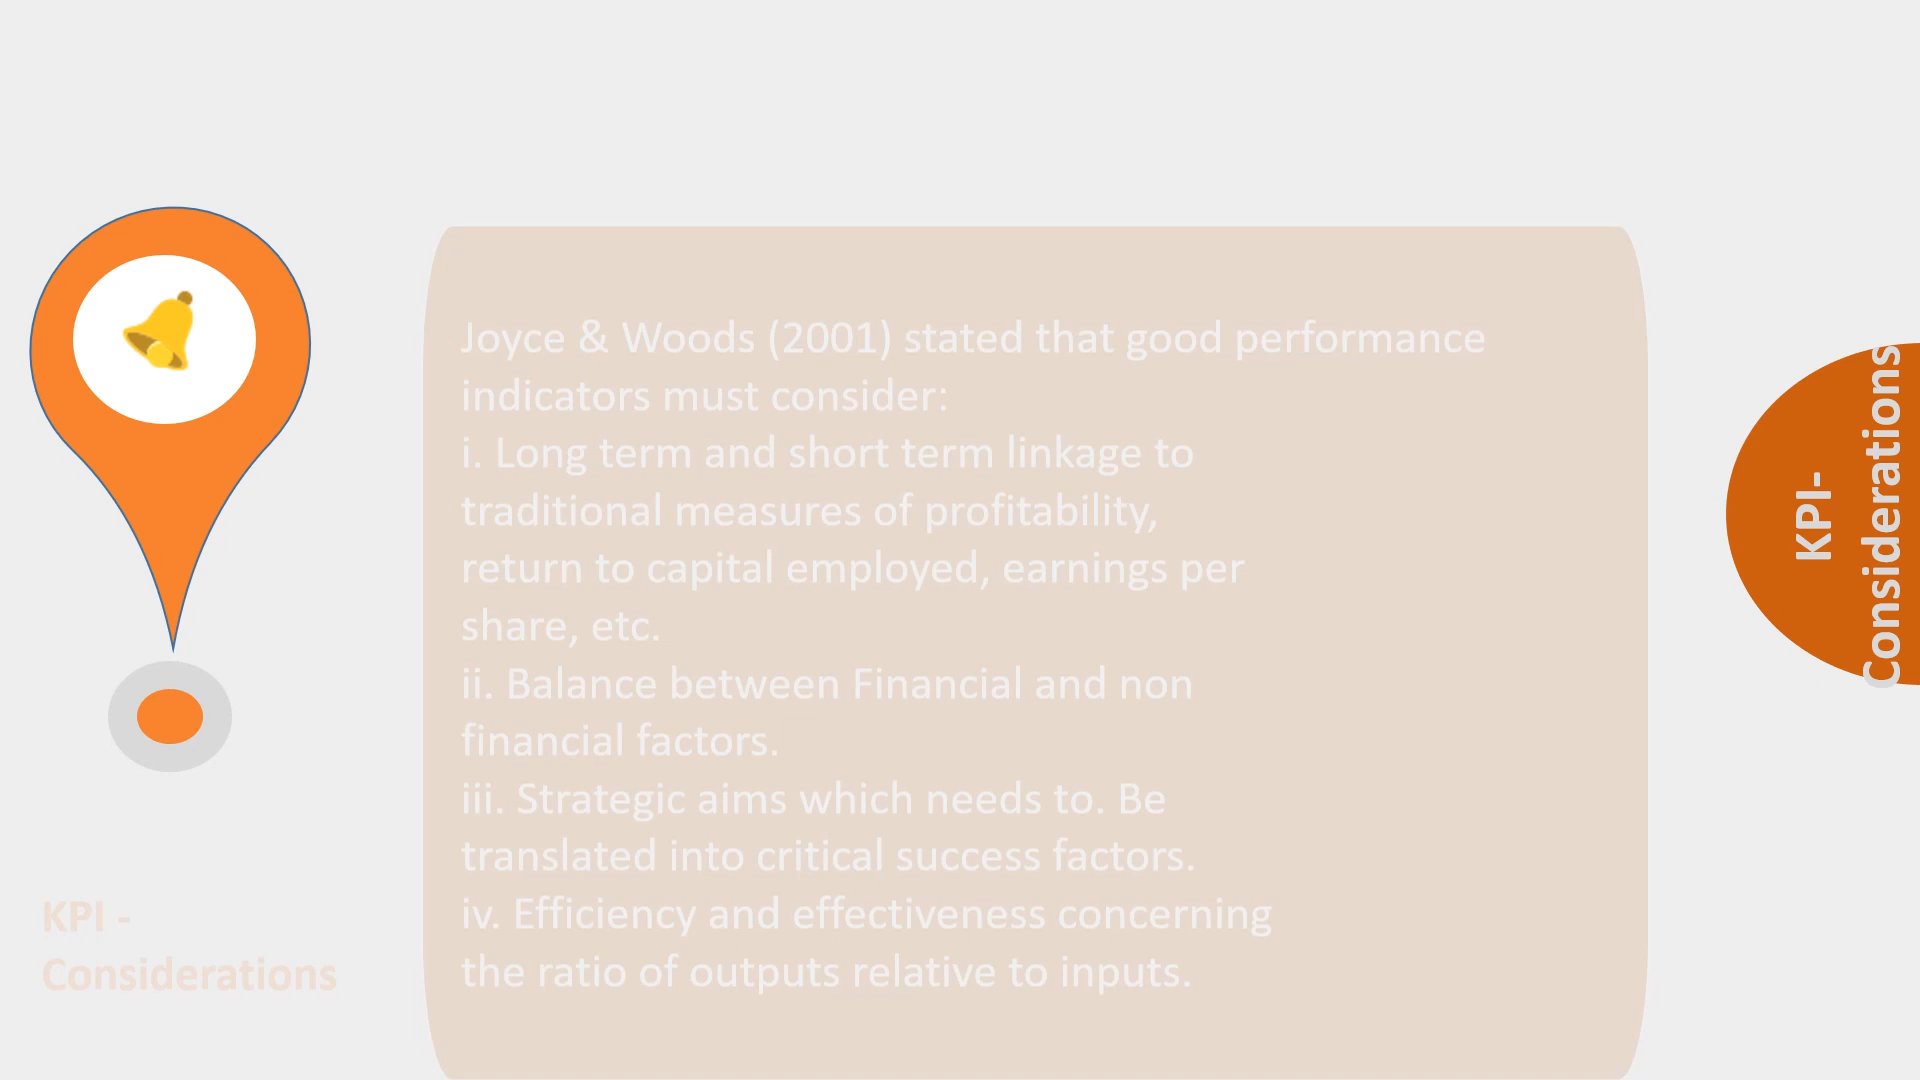 Joyce & Woods (2001) stated that good performance
indicators must consider:
i. Long term and short term linkage to
traditional measures of profitability,
return to capital employed, earnings per
share, etc.
ii. Balance between Financial and non
financial factors.
iii. Strategic aims which needs to. Be
translated into critical success factors.
iv. Efficiency and effectiveness concerning
the ratio of outputs relative to inputs.
KPI -
Considerations
KPI-
Considerations